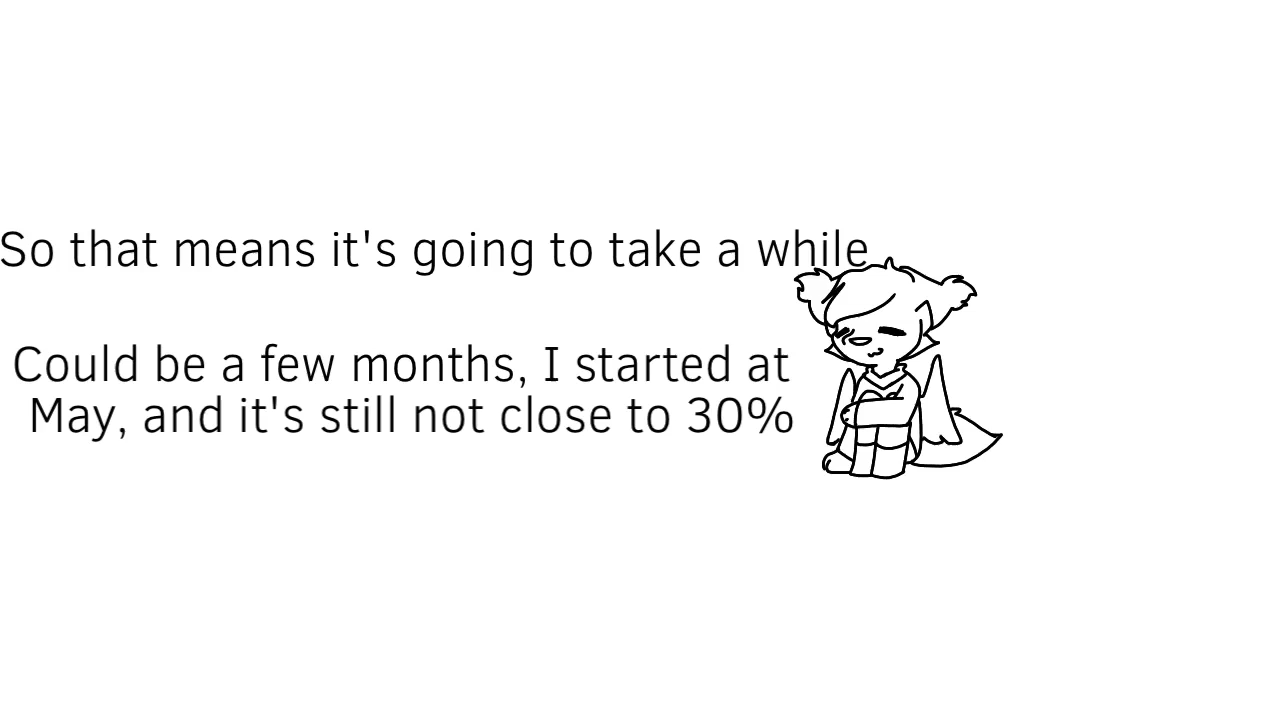 So that means it's going to take a while
Could be a few months, I started at
May, and it's still not close to 30%